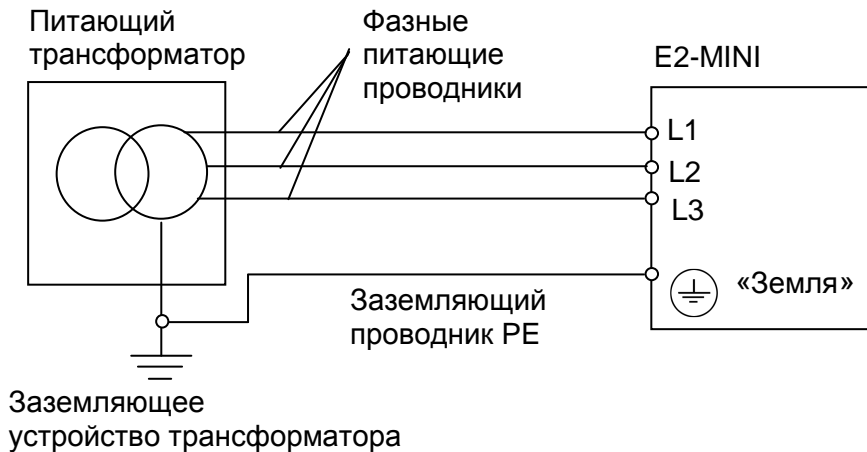 Питающий
трансформатор
Фазные
питающие
проводники
E2-MINI
L1
L2
L3
«Земля»
Заземляющий
проводник PE
Заземляющее
устройство трансформатора